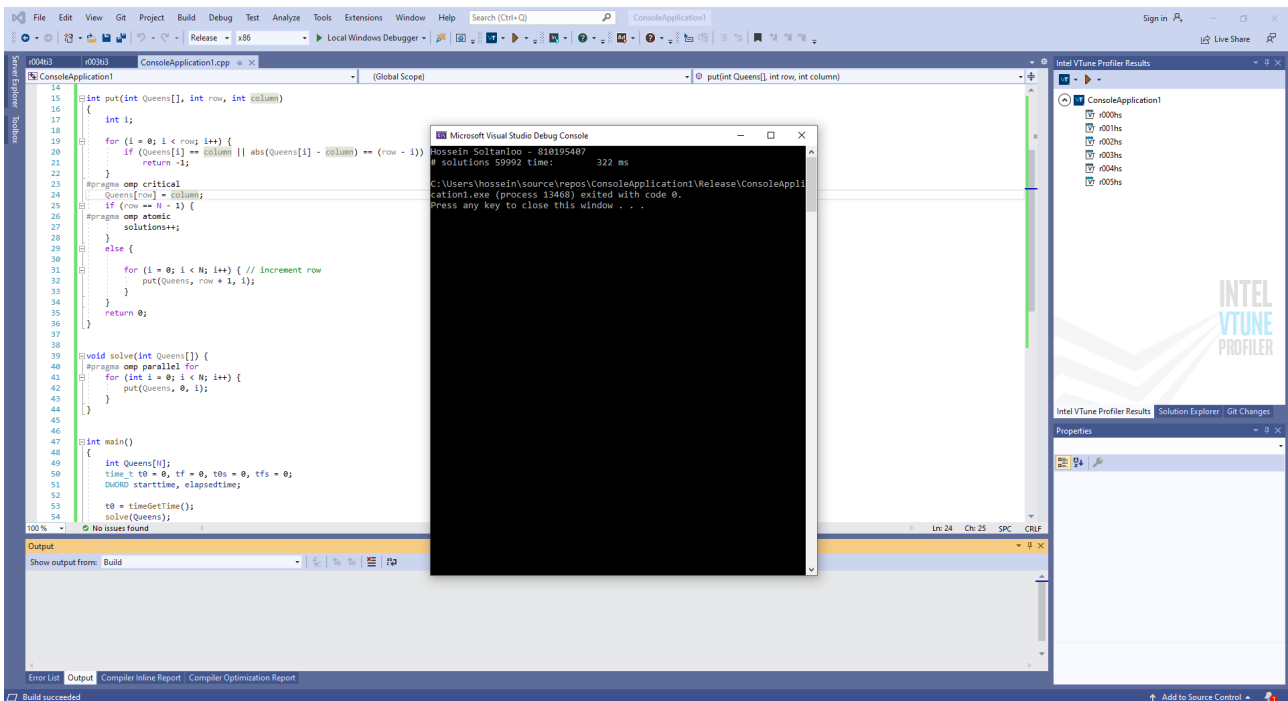 File Edit View Git Project Build Debug Test Analyze Tools Extensions Window Help Search (Ctrl+Q) ConsoleApplication1 Sign in
Release x86 Local Windows Debugger Live Share
Server Explorer
Toolbox
r004ti3 r003ti3 ConsoleApplication1.cpp
ConsoleApplication1 (Global Scope) put(int Queens[], int row, int column)
14
15 int put(int Queens[], int row, int column)
16 {
17 int i;
18
19 for (i = 0; i < row; i++) {
20 if (Queens[i] == column || abs(Queens[i] - column) == (row - i))
21 return -1;
22 }
23 #pragma omp critical
24 Queens[row] = column;
25 if (row == N - 1) {
26 #pragma omp atomic
27 solutions++;
28 }
29 else {
30
31 for (i = 0; i < N; i++) { // increment row
32 put(Queens, row + 1, i);
33 }
34 }
35 return 0;
36 }
37
38
39 void solve(int Queens[]) {
40 #pragma omp parallel for
41 for (int i = 0; i < N; i++) {
42 put(Queens, 0, i);
43 }
44 }
45
46
47 int main()
48 {
49 int Queens[N];
50 time_t t0 = 0, tf = 0, t0s = 0, tfs = 0;
51 DWORD starttime, elapsedtime;
52
53 t0 = timeGetTime();
54 solve(Queens);
100 % No issues found Ln: 24 Ch: 25 SPC CRLF
Microsoft Visual Studio Debug Console
Hossein Soltanloo - 810195407
# solutions 59992 time: 322 ms
C:\Users\hossein\source\repos\ConsoleApplication1\Release\ConsoleAppli
cation1.exe (process 13468) exited with code 0.
Press any key to close this window . . .
Intel VTune Profiler Results
ConsoleApplication1
r000hs
r001hs
r002hs
r003hs
r004hs
r005hs
INTEL
VTUNE
PROFILER
Intel VTune Profiler Results Solution Explorer Git Changes
Properties
Output
Show output from: Build
Error List Output Compiler Inline Report Compiler Optimization Report
Build succeeded Add to Source Control